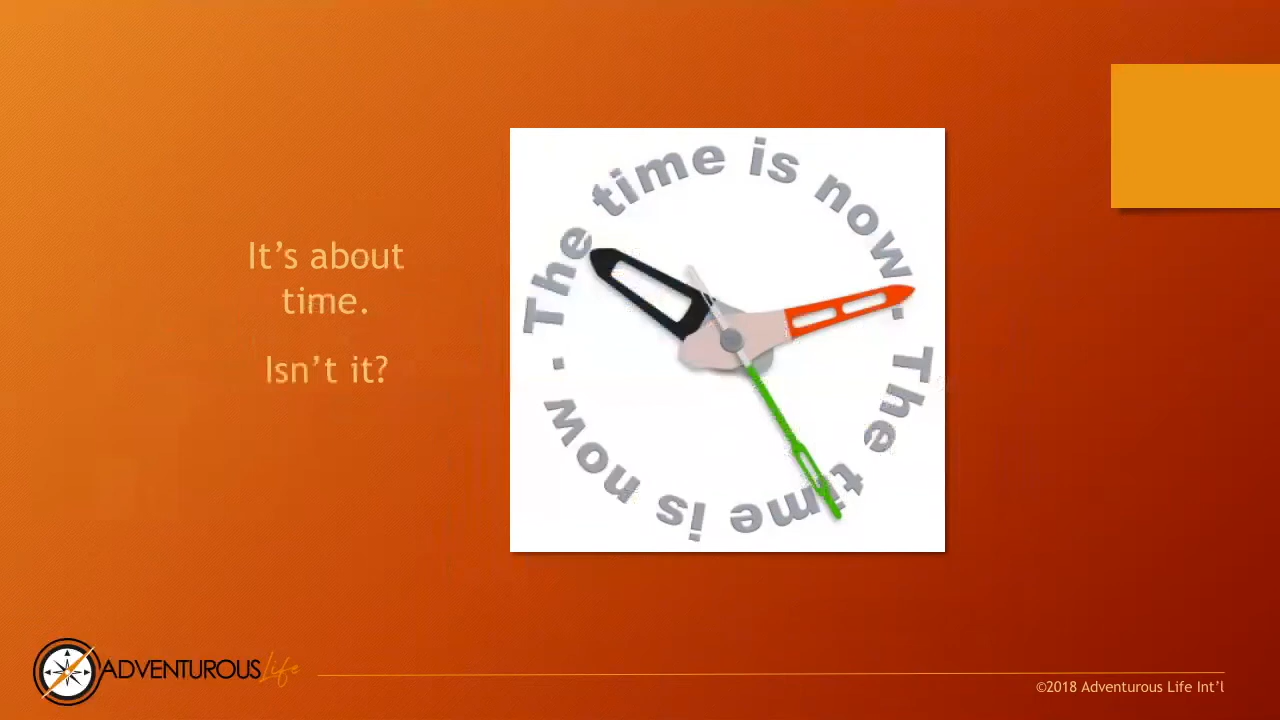 It’s about
time.
Isn’t it?
The time is now. The time is now.
ADVENTUROUS Life
©2018 Adventurous Life Int’l